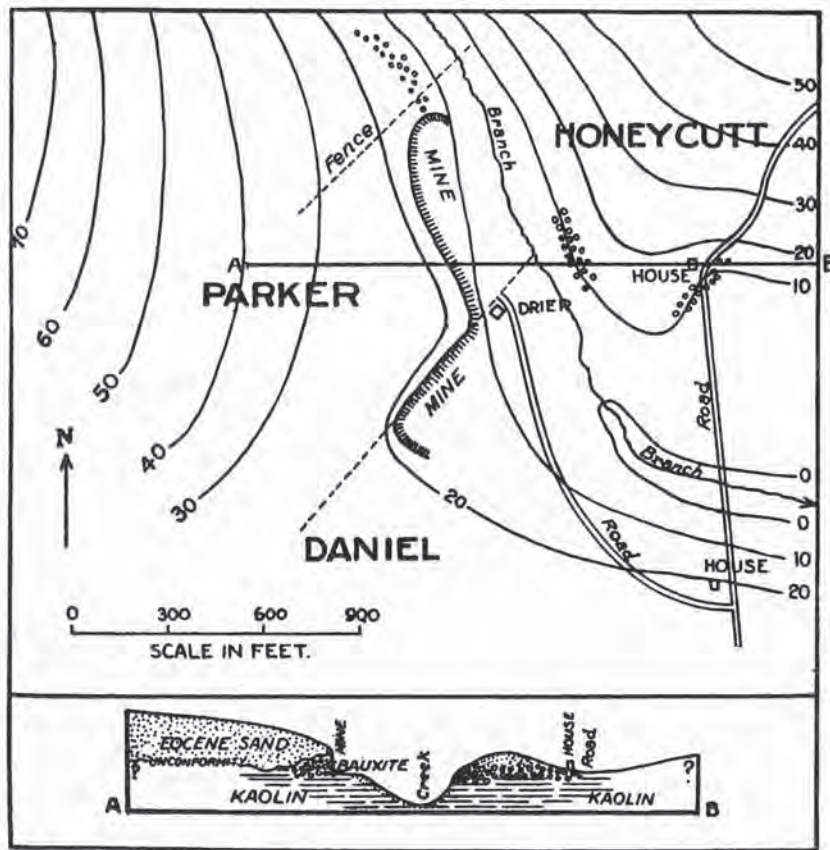 50
HONEYCUTT
40
Branch
Fence
MINE
30
70
20
A
B
HOUSE
10
PARKER
DRIER
60
MINE
Road
50
N
Branch
0
40
0
30
20
Road
10
DANIEL
HOUSE
20
0 300 600 900
SCALE IN FEET.
EOCENE SAND
MINE
HOUSE
Road
?
UNCONFORMITY
BAUXITE
Creek
?
KAOLIN
KAOLIN
A
B